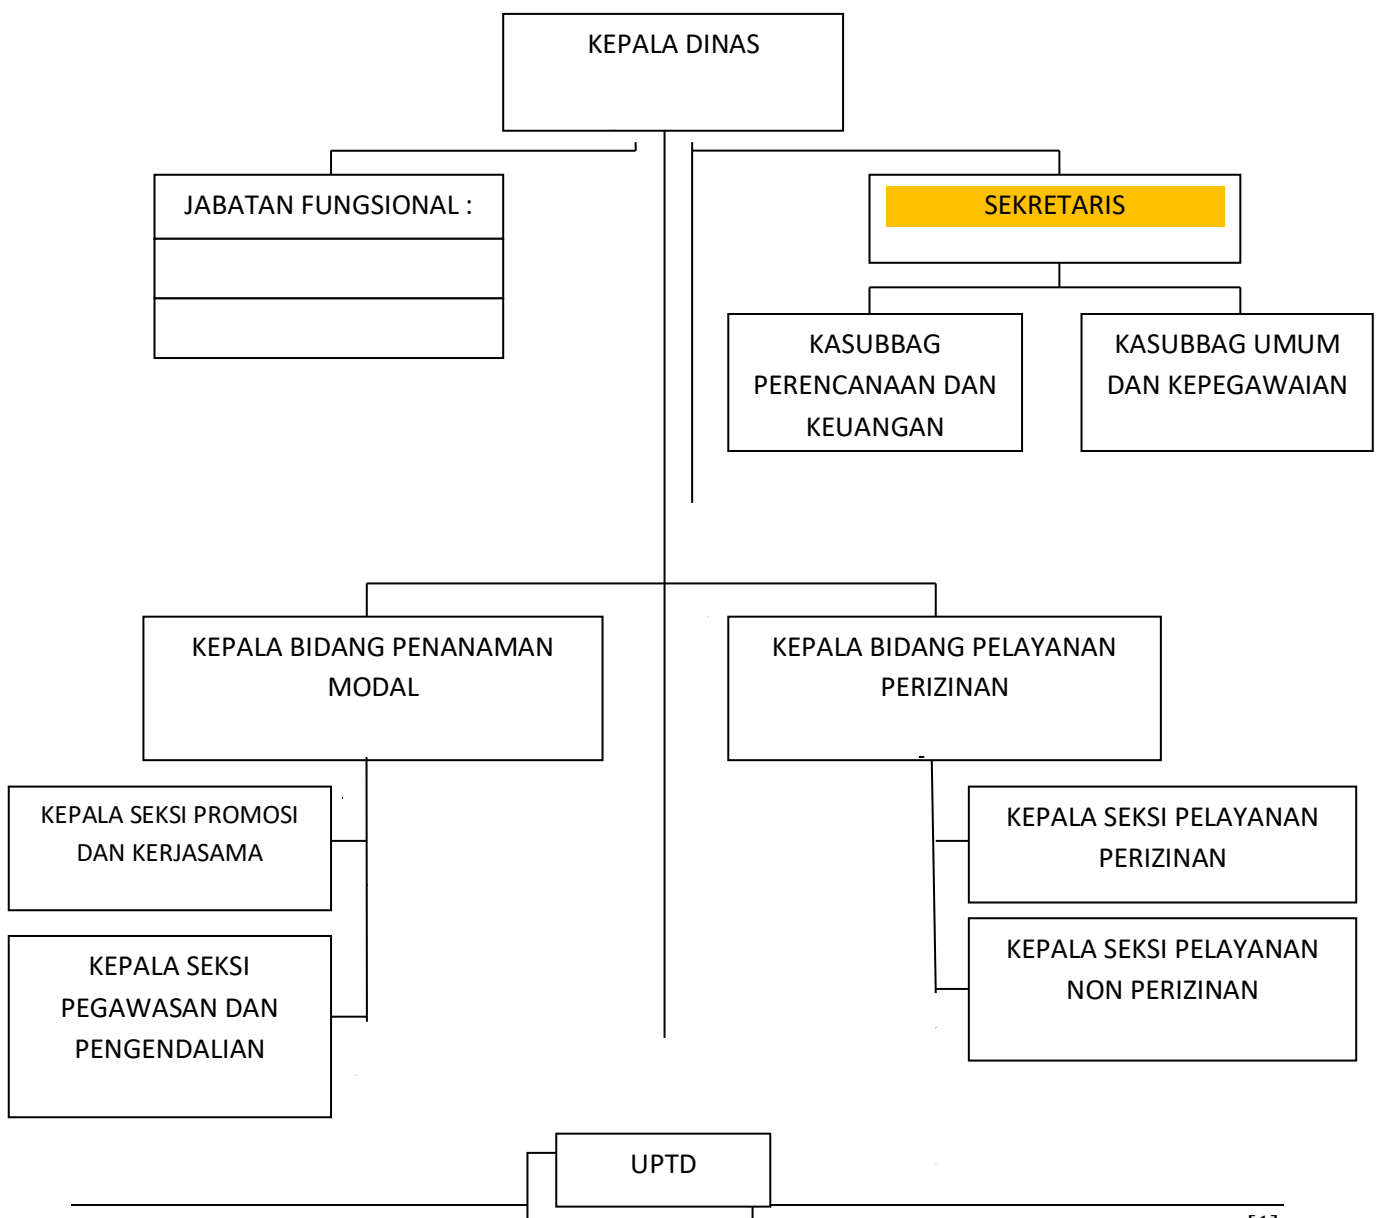 KEPALA DINAS
JABATAN FUNGSIONAL :
SEKRETARIS
KASUBBAG
PERENCANAAN DAN
KEUANGAN
KASUBBAG UMUM
DAN KEPEGAWAIAN
KEPALA BIDANG PENANAMAN
MODAL
KEPALA BIDANG PELAYANAN
PERIZINAN
KEPALA SEKSI PROMOSI
DAN KERJASAMA
KEPALA SEKSI
PEGAWASAN DAN
PENGENDALIAN
KEPALA SEKSI PELAYANAN
PERIZINAN
KEPALA SEKSI PELAYANAN
NON PERIZINAN
UPTD